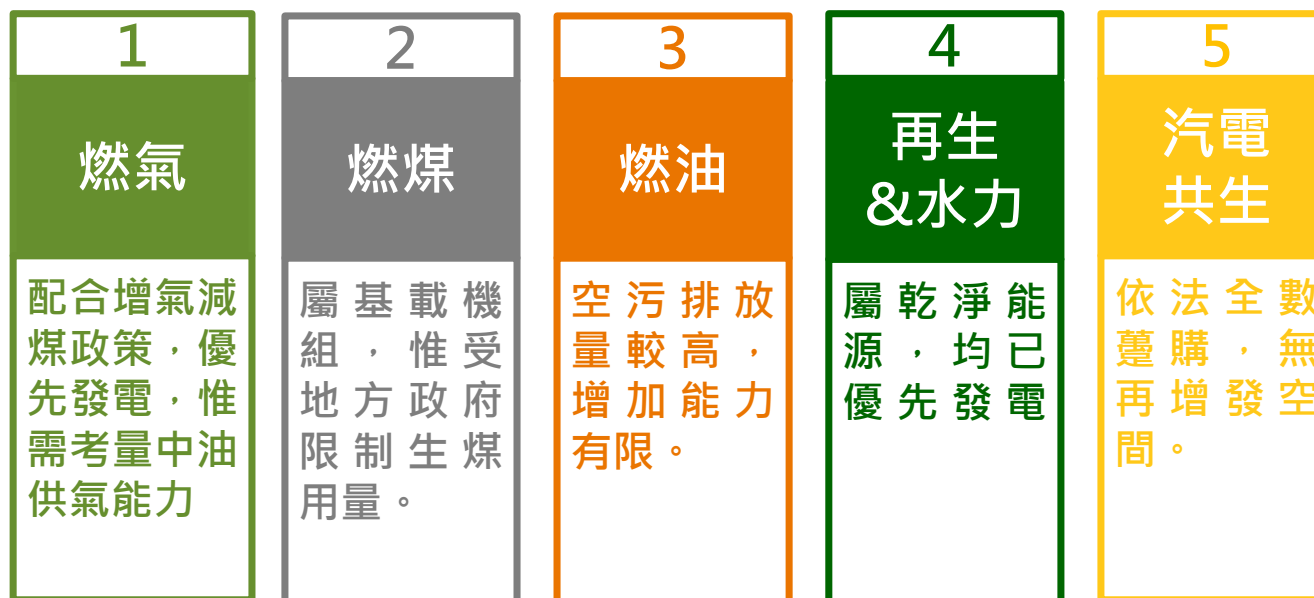 1
燃氣
配合增氣減
煤政策，優
先發電，惟
需考量中油
供氣能力
2
燃煤
屬基載機
組，惟受
地方政府
限制生煤
用量。
3
燃油
空污排放
量較高，
增加能力
有限。
4
再生
&水力
屬乾淨能
源，均已
優先發電
5
汽電
共生
依法全數
躉購，無
再增發空
間。